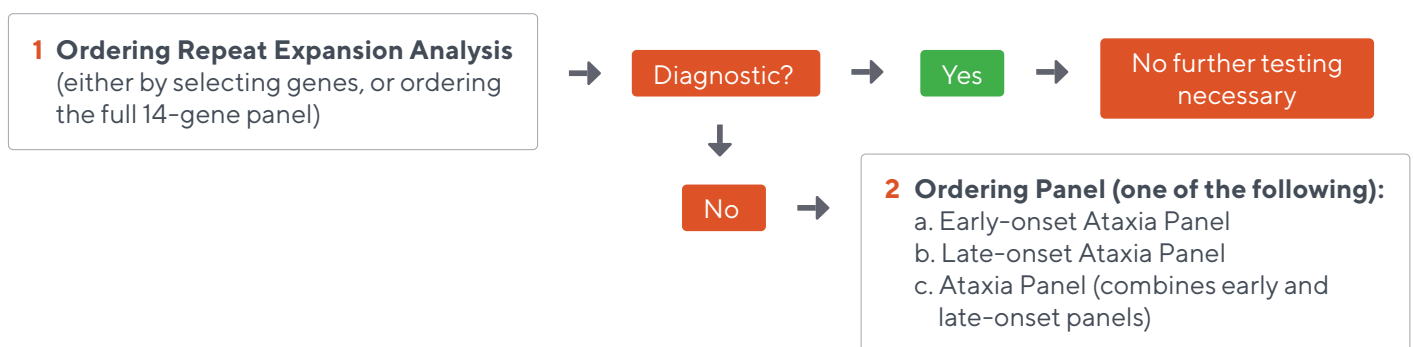 1 Ordering Repeat Expansion Analysis
(either by selecting genes, or ordering
the full 14-gene panel)
Diagnostic?
Yes
No further testing
necessary
No
2 Ordering Panel (one of the following):
a. Early-onset Ataxia Panel
b. Late-onset Ataxia Panel
c. Ataxia Panel (combines early and
late-onset panels)